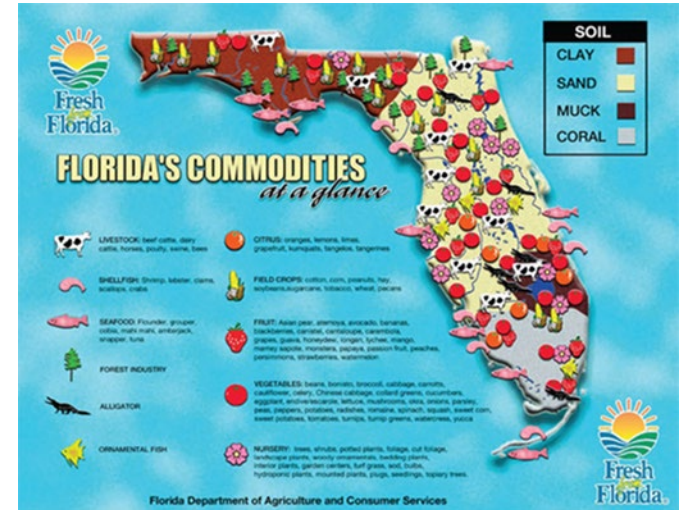 Fresh
from
Florida
SOIL
CLAY
SAND
MUCK
CORAL
FLORIDA'S COMMODITIES
at a glance
LIVESTOCK: beef cattle, dairy
cattle, horses, poulty, swine, bees
SHELLFISH: Shrimp, lobster, clams,
scallops, crabs
SEAFOOD: Flounder, grouper,
cobia, mahi mahi, amberjack,
snapper, tuna
FOREST INDUSTRY
ALLIGATOR
ORNAMENTAL FISH
CITRUS: oranges, lemons, limes,
grapefruit, kumquats, tangelos, tangerines
FIELD CROPS: cotton, corn, peanuts, hay,
soybeans, sugarcane, tobacco, wheat, pecans
FRUIT: Asian pear, atemoya, avocado, bananas,
blackberries, canistel, cantaloupe, carambola,
grapes, guava, honeydew, longan, lychee, mango,
mamey sapote, monstera, papaya, passion fruit, peaches,
persimmons, strawberries, watermelon
VEGETABLES: beans, boniato, broccoli, cabbage, carrots,
cauliflower, celery, Chinese cabbage, collard greens, cucumbers,
eggplant, endive/escarole, lettuce, mushrooms, okra, onions, parsley,
peas, peppers, potatoes, radishes, romaine, spinach, squash, sweet corn,
sweet potatoes, tomatoes, turnips, turnip greens, watercress, yucca
NURSERY: trees, shrubs, potted plants, foliage, cut foliage,
landscape plants, woody ornamentals, bedding plants,
interior plants, garden centers, turf grass, sod, bulbs,
hydroponic plants, mounted plants, plugs, seedlings, topiary trees
Florida Department of Agriculture and Consumer Services
Fresh
from
Florida